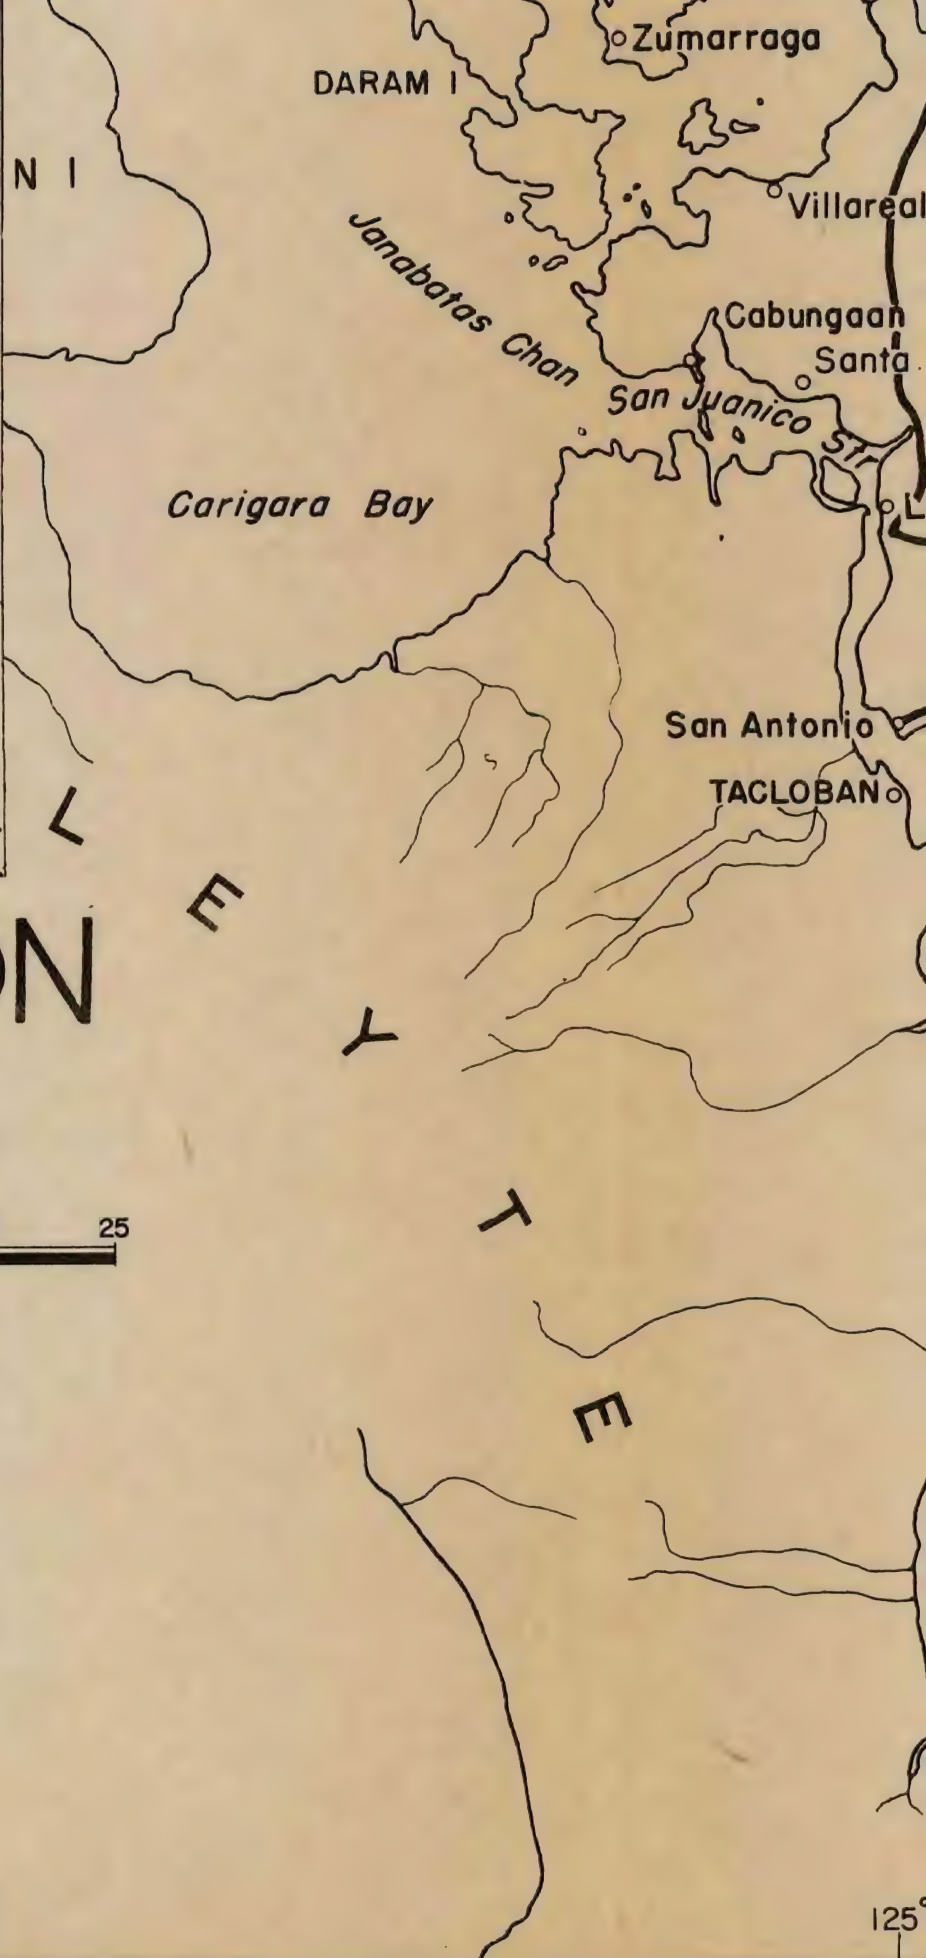 Zumarraga
DARAM I
N I
Villareal
Janabatas Chan
Cabungaan
Santa
San Juanico Str
Carigara Bay
L
San Antonio
TACLOBAN
L E Y T E
ON
25
125°